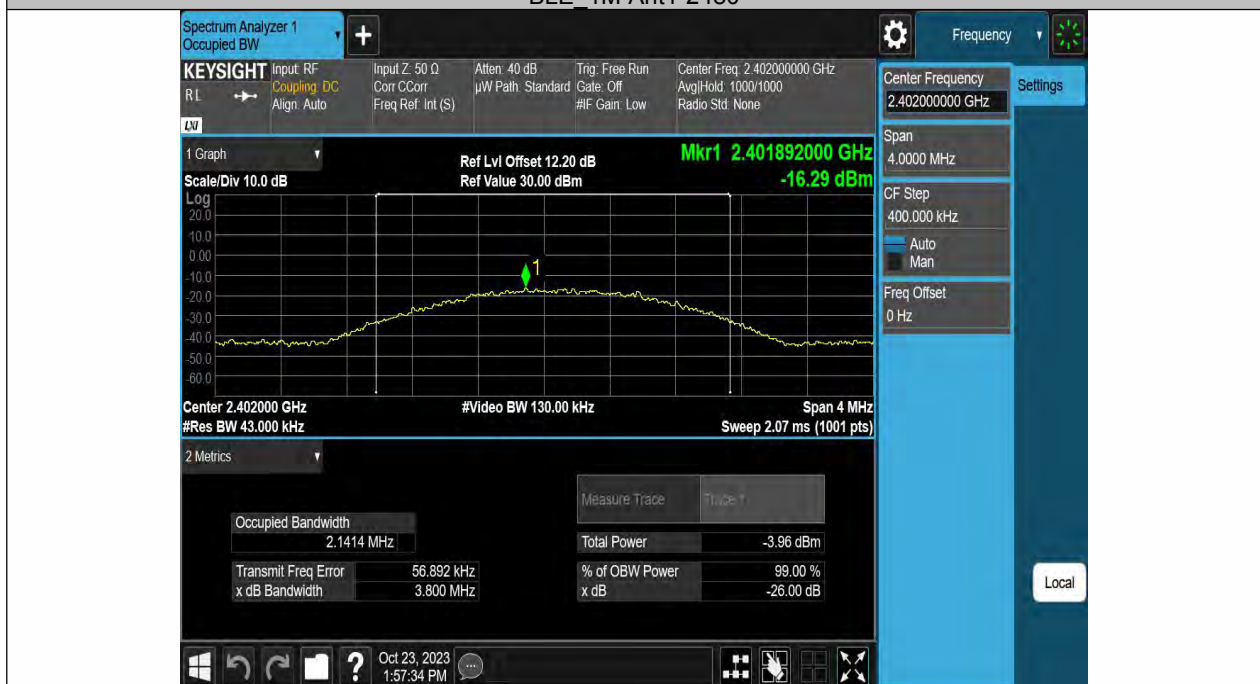 Spectrum Analyzer 1
Occupied BW
Frequency
KEYSIGHT
RL
LXI
Input: RF
Coupling: DC
Align: Auto
Input Z: 50 Ω
Corr CCorr
Freq Ref: Int (S)
Atten: 40 dB
µW Path: Standard
Trig: Free Run
Gate: Off
#IF Gain: Low
Center Freq: 2.402000000 GHz
Avg|Hold: 1000/1000
Radio Std: None
Center Frequency
2.402000000 GHz
Settings
Span
4.0000 MHz
CF Step
400.000 kHz
Auto
Man
Freq Offset
0 Hz
Local
1 Graph
Scale/Div 10.0 dB
Ref Lvl Offset 12.20 dB
Ref Value 30.00 dBm
Mkr1 2.401892000 GHz
-16.29 dBm
Log
20.0
10.0
0.00
-10.0
-20.0
-30.0
-40.0
-50.0
-60.0
1
Center 2.402000 GHz
#Video BW 130.00 kHz
Span 4 MHz
#Res BW 43.000 kHz
Sweep 2.07 ms (1001 pts)
2 Metrics
Measure Trace
Trace 1
Occupied Bandwidth
2.1414 MHz
Total Power -3.96 dBm
Transmit Freq Error 56.892 kHz
% of OBW Power 99.00 %
x dB Bandwidth 3.800 MHz
x dB -26.00 dB
?
Oct 23, 2023
1:57:34 PM